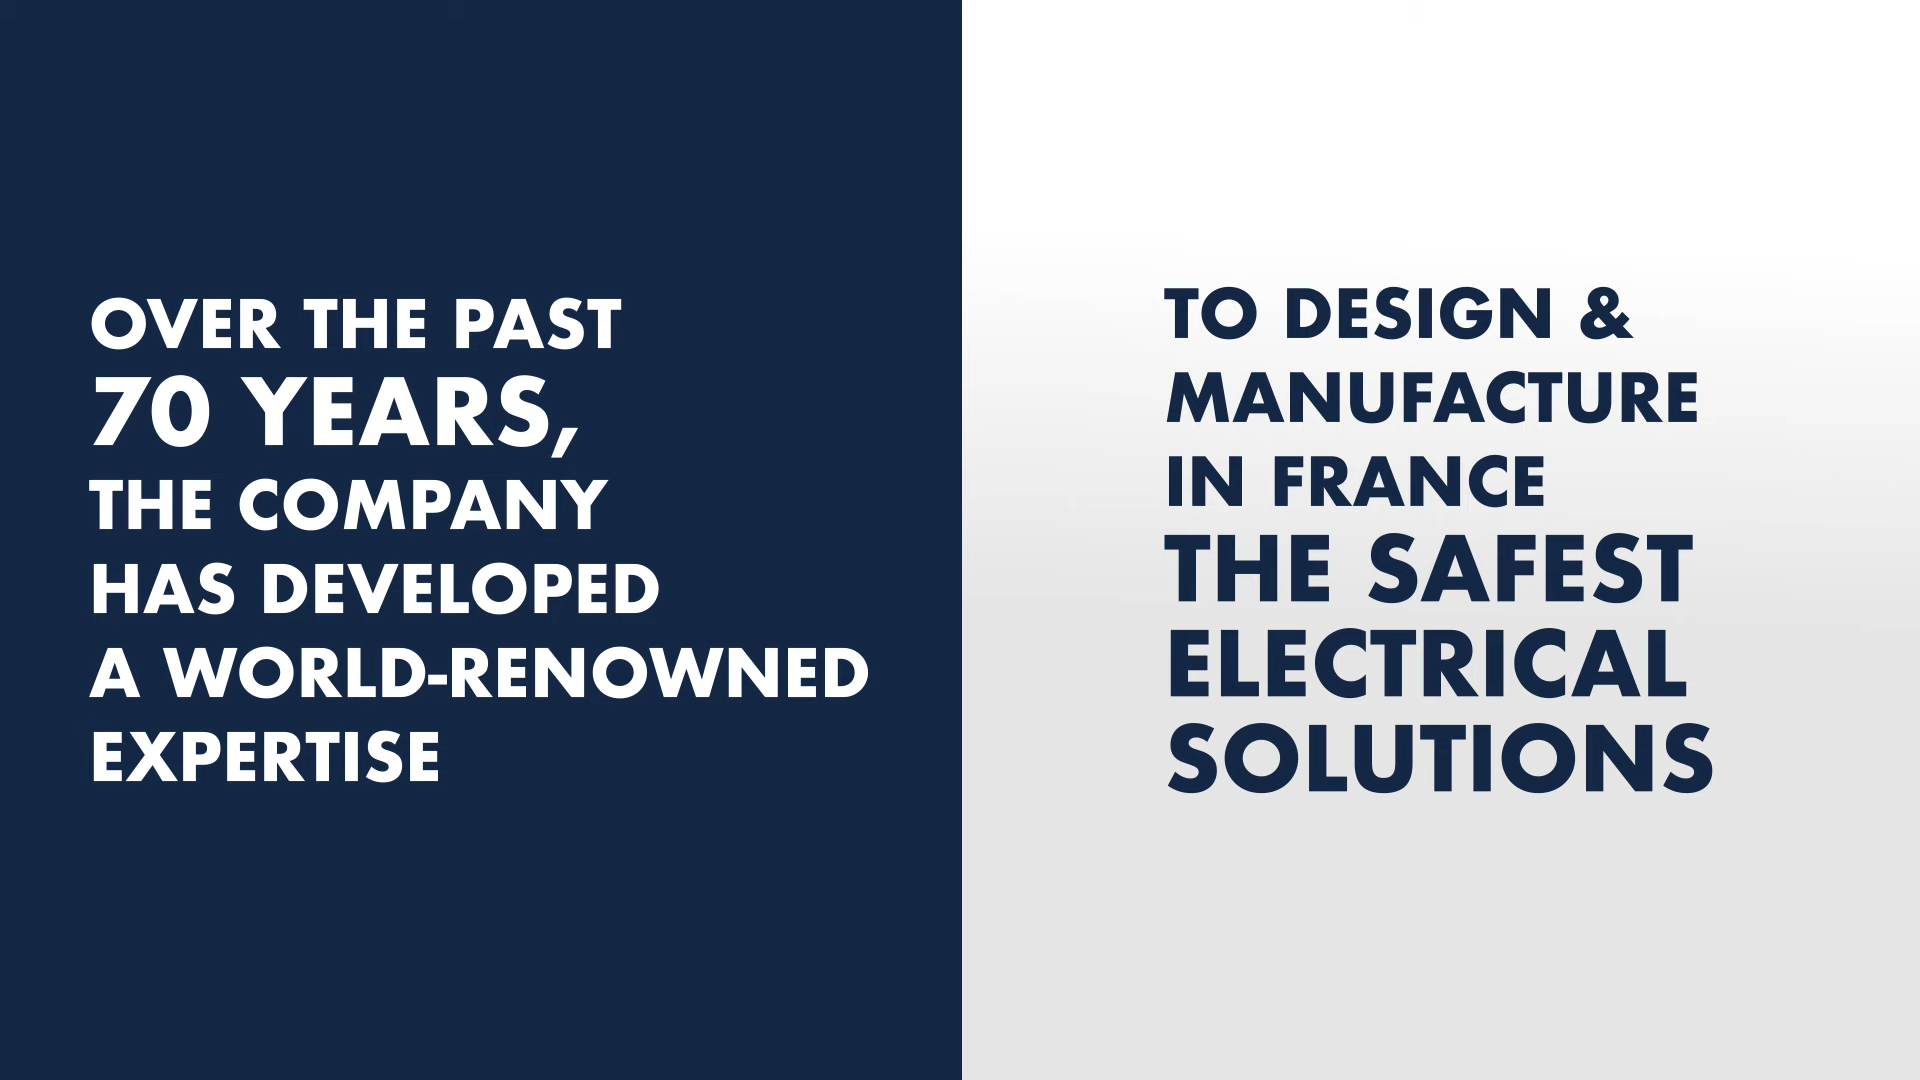 OVER THE PAST
70 YEARS,
THE COMPANY
HAS DEVELOPED
A WORLD-RENOWNED
EXPERTISE
TO DESIGN &
MANUFACTURE
IN FRANCE
THE SAFEST
ELECTRICAL
SOLUTIONS